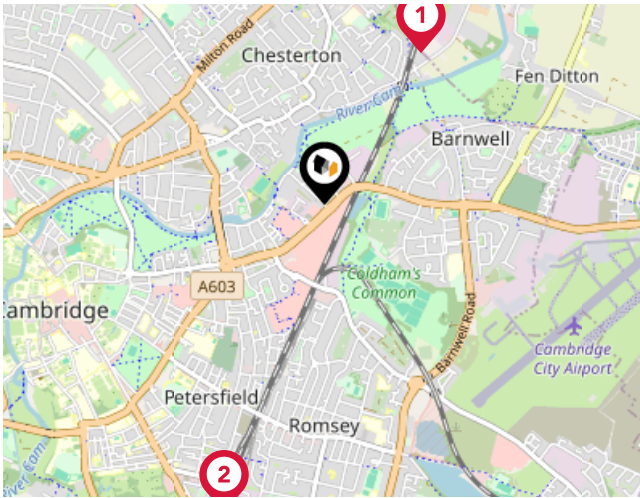 1
Chesterton
Milton Road
Fen Ditton
River Cam
Barnwell
Coldham's
Common
A603
Cambridge
Barnwell Road
Cambridge
City Airport
Petersfield
Romsey
River Cam
2